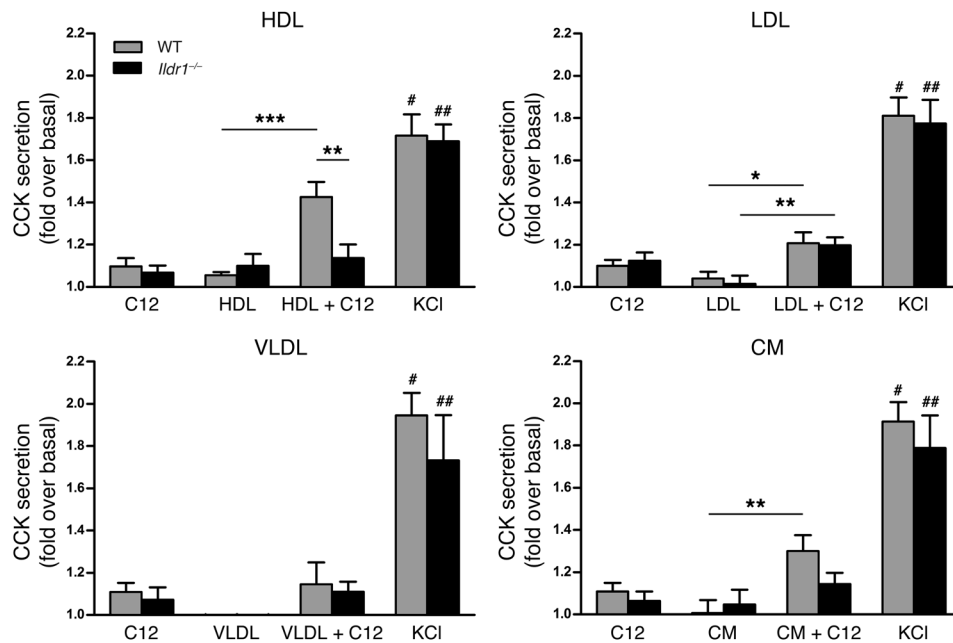 HDL
2.2
2.0
1.8
1.6
1.4
1.2
1.0
CCK secretion
(fold over basal)
WT
Ildr1–/–
***
**
#
##
C12
HDL
HDL + C12
KCl
LDL
2.2
2.0
1.8
1.6
1.4
1.2
1.0
CCK secretion
(fold over basal)
*
**
#
##
C12
LDL
LDL + C12
KCl
VLDL
2.2
2.0
1.8
1.6
1.4
1.2
1.0
CCK secretion
(fold over basal)
#
##
C12
VLDL
VLDL + C12
KCl
CM
2.2
2.0
1.8
1.6
1.4
1.2
1.0
CCK secretion
(fold over basal)
**
#
##
C12
CM
CM + C12
KCl